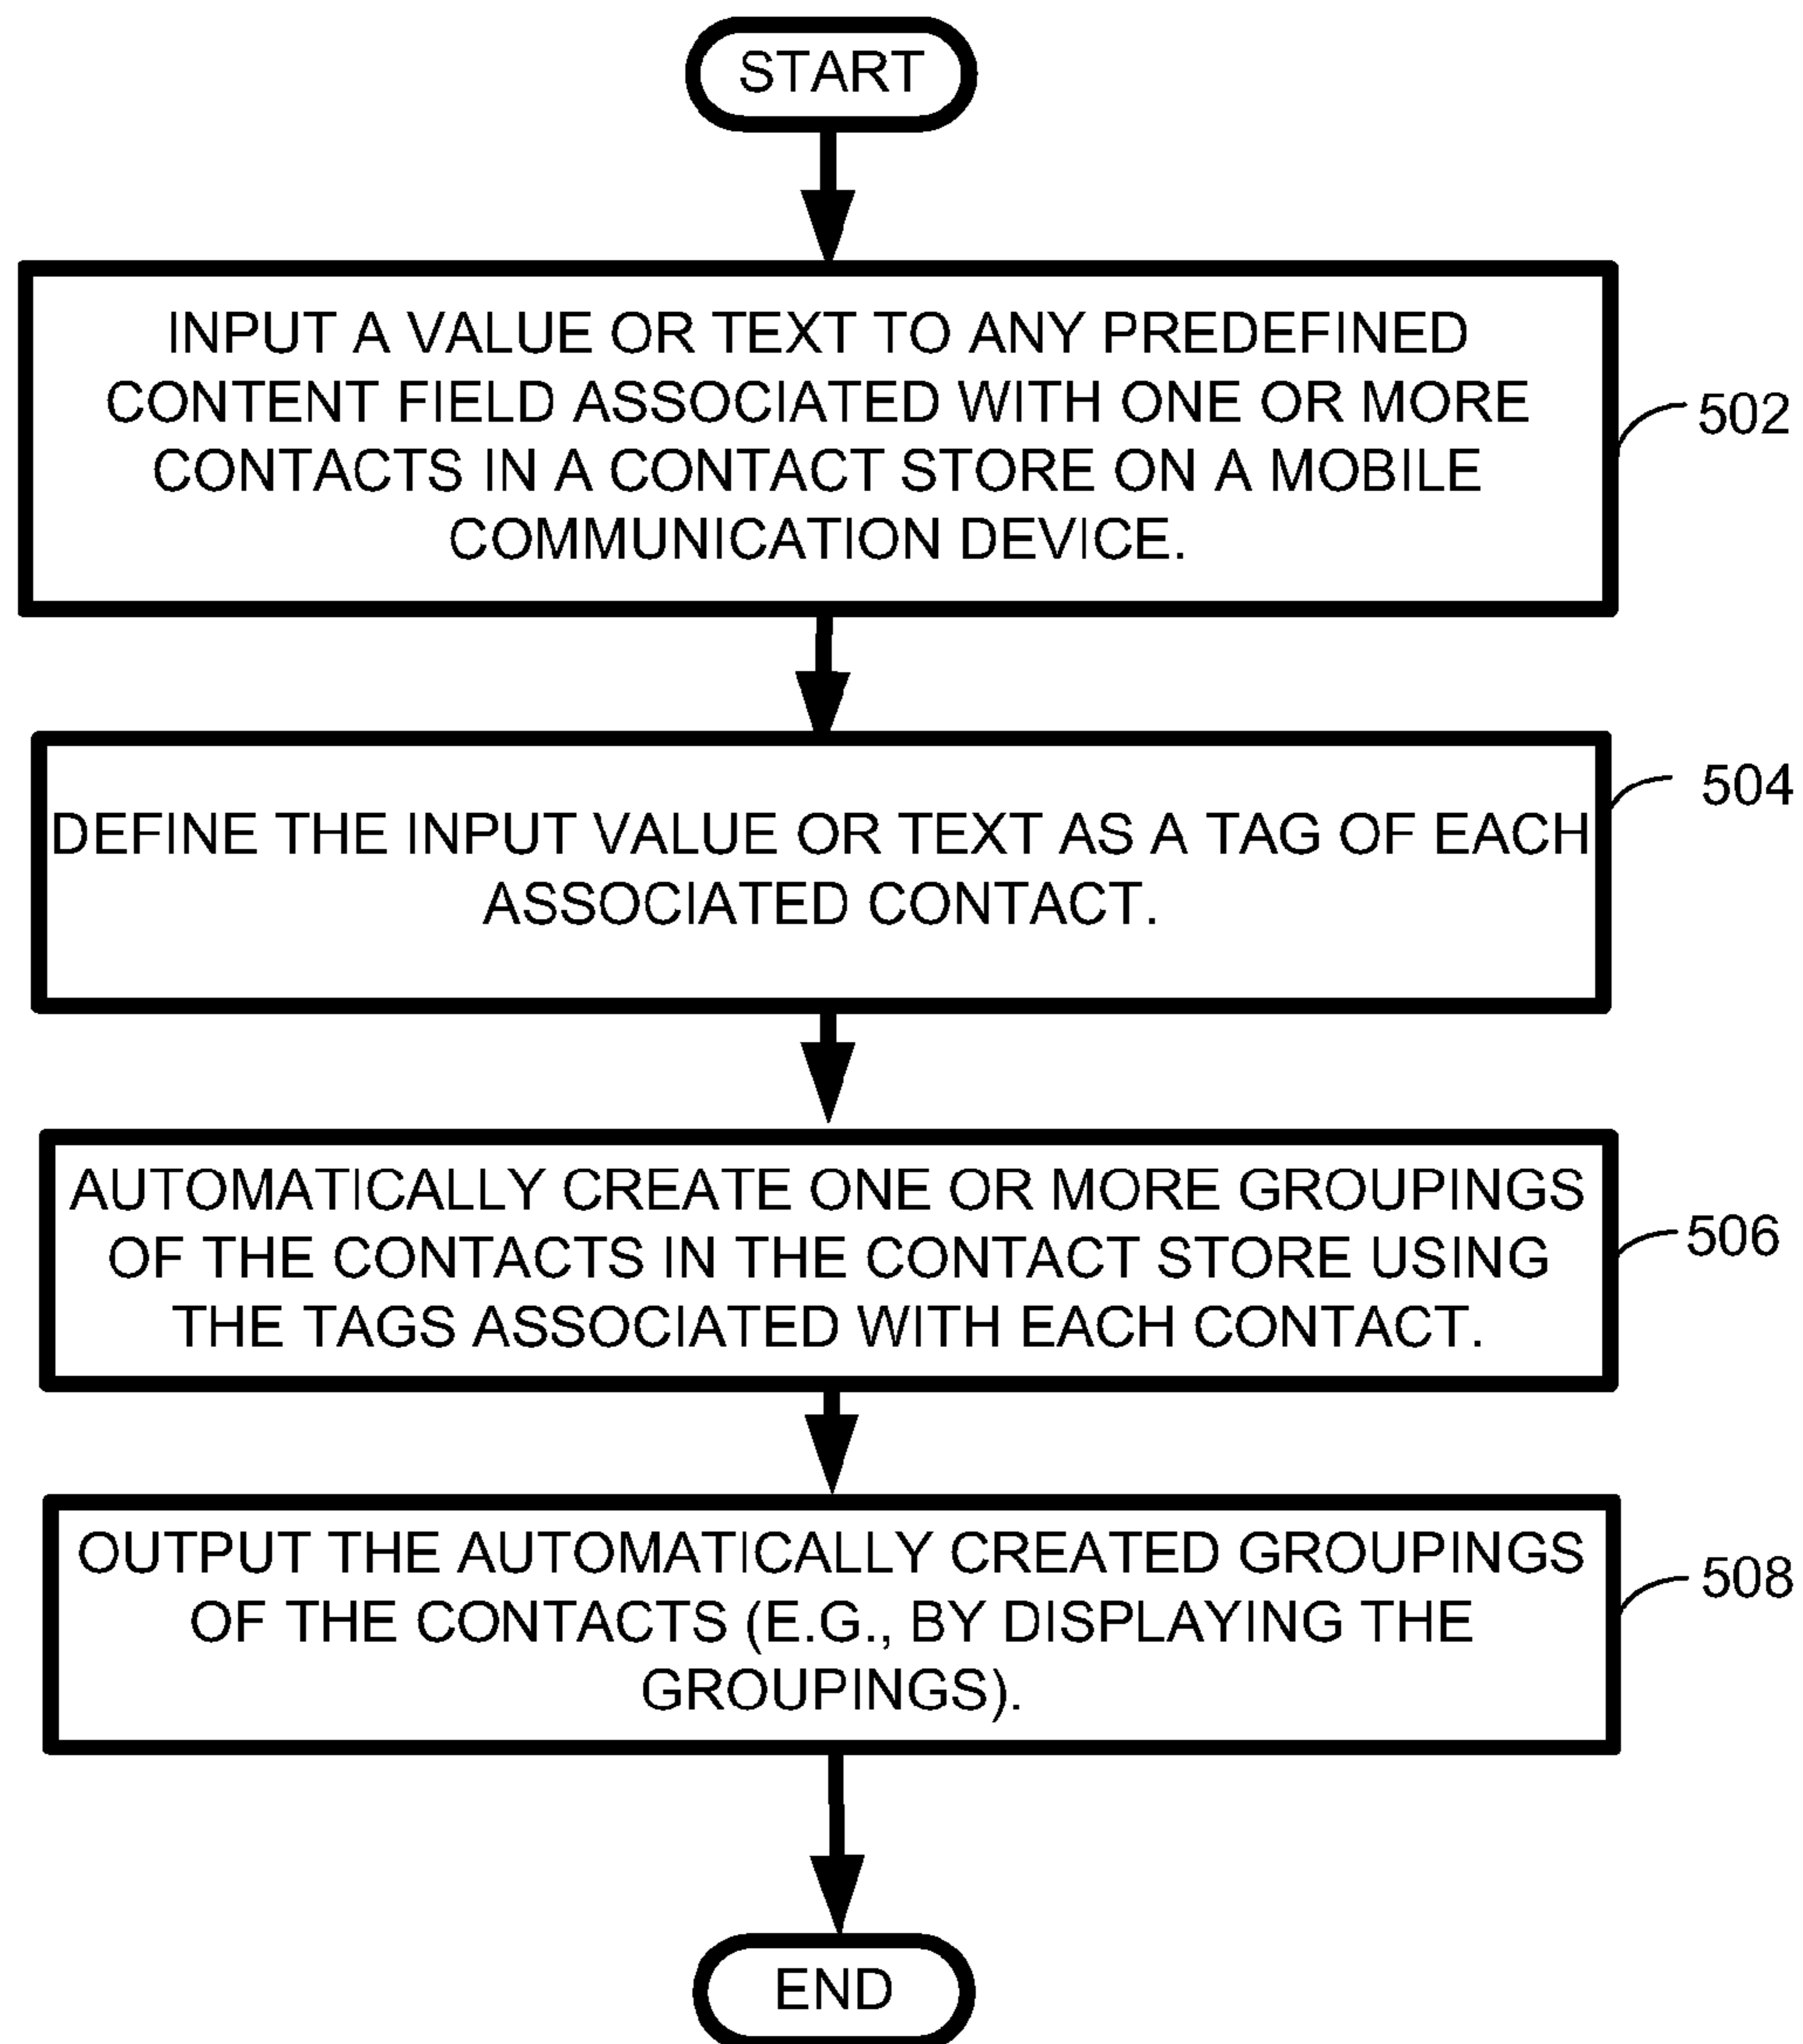 START
INPUT A VALUE OR TEXT TO ANY PREDEFINED
CONTENT FIELD ASSOCIATED WITH ONE OR MORE
CONTACTS IN A CONTACT STORE ON A MOBILE
COMMUNICATION DEVICE.
502
DEFINE THE INPUT VALUE OR TEXT AS A TAG OF EACH
ASSOCIATED CONTACT.
504
AUTOMATICALLY CREATE ONE OR MORE GROUPINGS
OF THE CONTACTS IN THE CONTACT STORE USING
THE TAGS ASSOCIATED WITH EACH CONTACT.
506
OUTPUT THE AUTOMATICALLY CREATED GROUPINGS
OF THE CONTACTS (E.G., BY DISPLAYING THE
GROUPINGS).
508
END